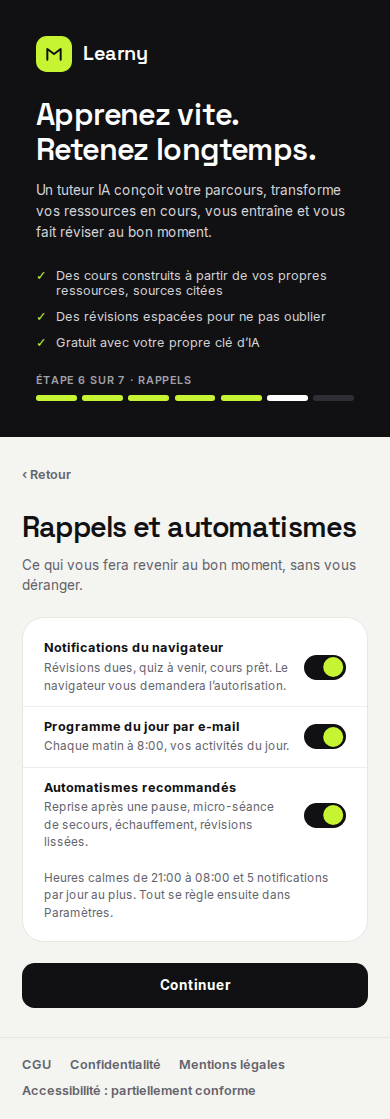 Learny
Apprenez vite.
Retenez longtemps.
Un tuteur IA conçoit votre parcours, transforme
vos ressources en cours, vous entraîne et vous
fait réviser au bon moment.
✓ Des cours construits à partir de vos propres
ressources, sources citées
✓ Des révisions espacées pour ne pas oublier
✓ Gratuit avec votre propre clé d’IA
ÉTAPE 6 SUR 7 · RAPPELS
‹ Retour
Rappels et automatismes
Ce qui vous fera revenir au bon moment, sans vous
déranger.
Notifications du navigateur
Révisions dues, quiz à venir, cours prêt. Le
navigateur vous demandera l’autorisation.
Programme du jour par e-mail
Chaque matin à 8:00, vos activités du jour.
Automatismes recommandés
Reprise après une pause, micro-séance
de secours, échauffement, révisions
lissées.
Heures calmes de 21:00 à 08:00 et 5 notifications
par jour au plus. Tout se règle ensuite dans
Paramètres.
Continuer
CGU Confidentialité Mentions légales
Accessibilité : partiellement conforme